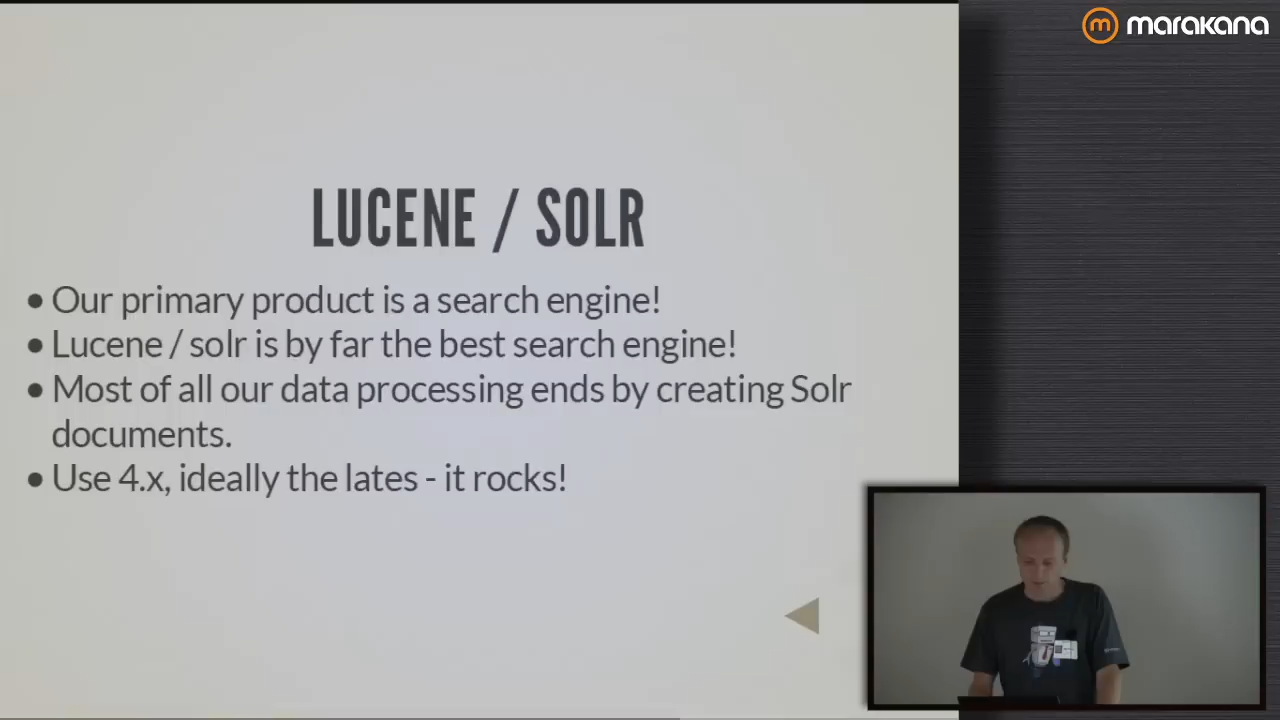 marakana
LUCENE / SOLR
• Our primary product is a search engine!
• Lucene / solr is by far the best search engine!
• Most of all our data processing ends by creating Solr
documents.
• Use 4.x, ideally the lates - it rocks!